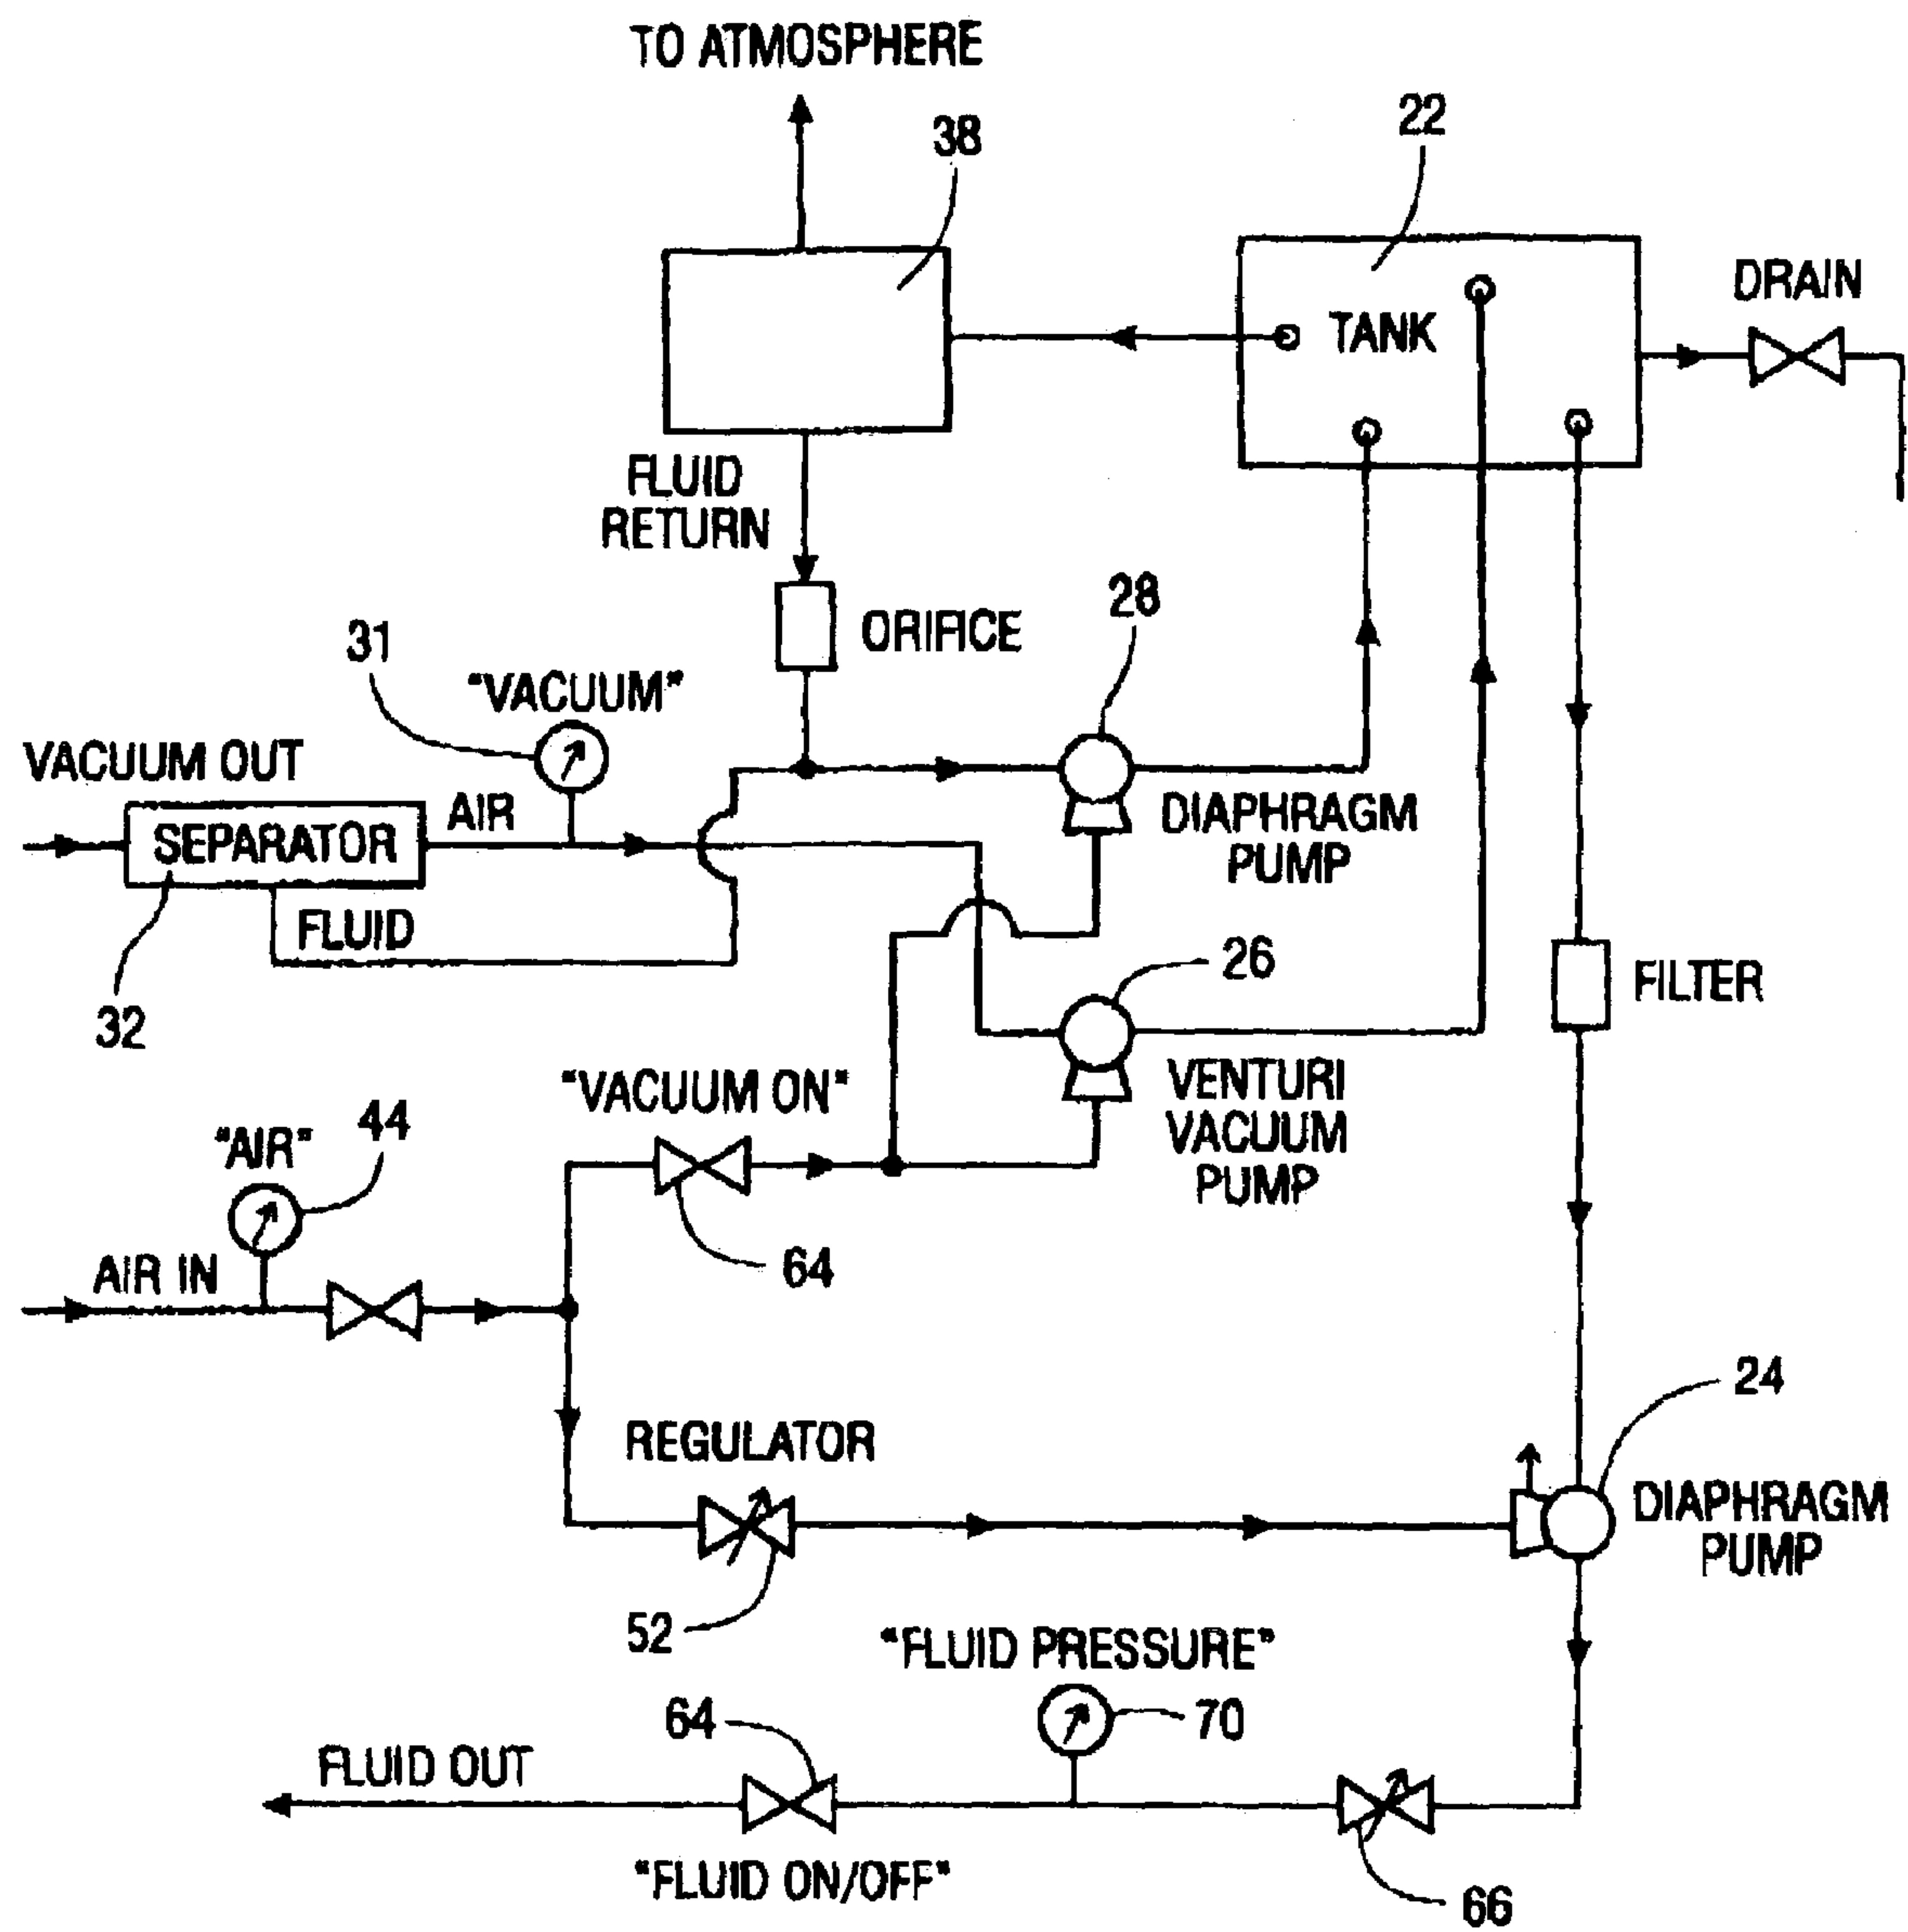 TO ATMOSPHERE
38
22
DRAIN
TANK
FLUID
RETURN
ORIFICE
28
31
"VACUUM"
VACUUM OUT
AIR
SEPARATOR
DIAPHRAGM
PUMP
FLUID
32
26
FILTER
"VACUUM ON"
VENTURI
VACUUM
PUMP
"AIR"
44
64
AIR IN
24
REGULATOR
DIAPHRAGM
PUMP
52
"FLUID PRESSURE"
64
70
FLUID OUT
"FLUID ON/OFF"
66